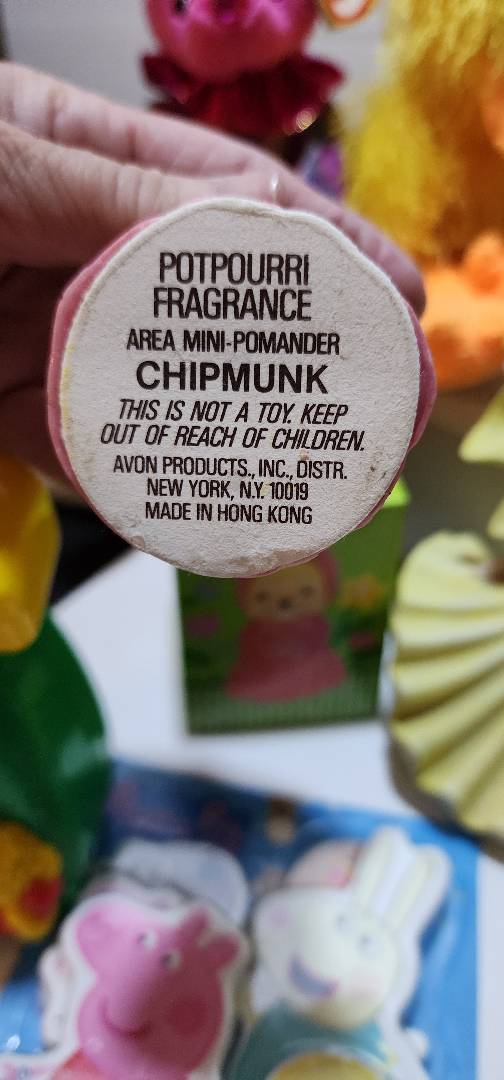 POTPOURRI
FRAGRANCE
AREA MINI-POMANDER
CHIPMUNK
THIS IS NOT A TOY. KEEP
OUT OF REACH OF CHILDREN.
AVON PRODUCTS., INC., DISTR.
NEW YORK, N.Y. 10019
MADE IN HONG KONG